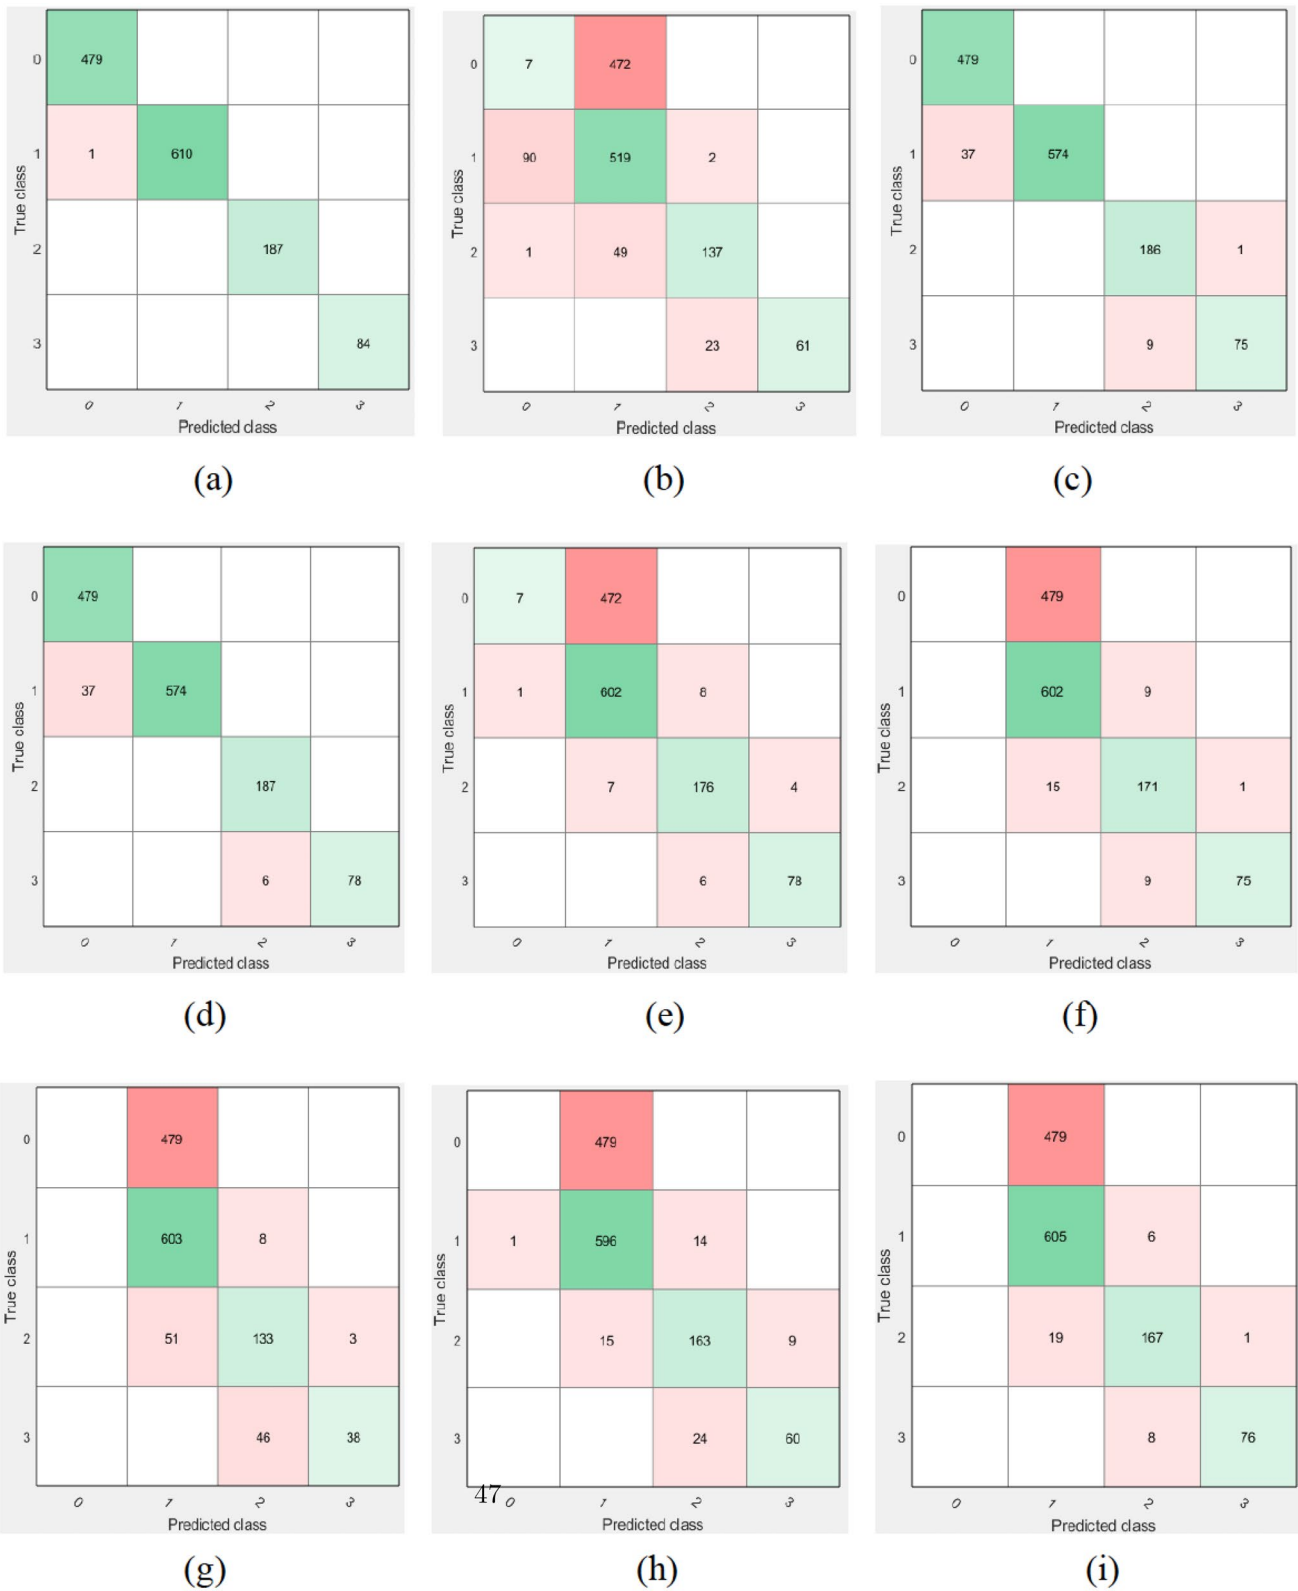 0 479
1 1 610
2 187
3 84
0 1 2 3
True class
Predicted class
(a)
0 7 472
1 90 519 2
2 1 49 137
3 23 61
0 1 2 3
True class
Predicted class
(b)
0 479
1 37 574
2 186 1
3 9 75
0 1 2 3
True class
Predicted class
(c)
0 479
1 37 574
2 187
3 6 78
0 1 2 3
True class
Predicted class
(d)
0 7 472
1 1 602 8
2 7 176 4
3 6 78
0 1 2 3
True class
Predicted class
(e)
0 479
1 602 9
2 15 171 1
3 9 75
0 1 2 3
True class
Predicted class
(f)
0 479
1 603 8
2 51 133 3
3 46 38
0 1 2 3
True class
Predicted class
(g)
0 479
1 1 596 14
2 15 163 9
3 24 60
47
0 1 2 3
True class
Predicted class
(h)
0 479
1 605 6
2 19 167 1
3 8 76
0 1 2 3
True class
Predicted class
(i)